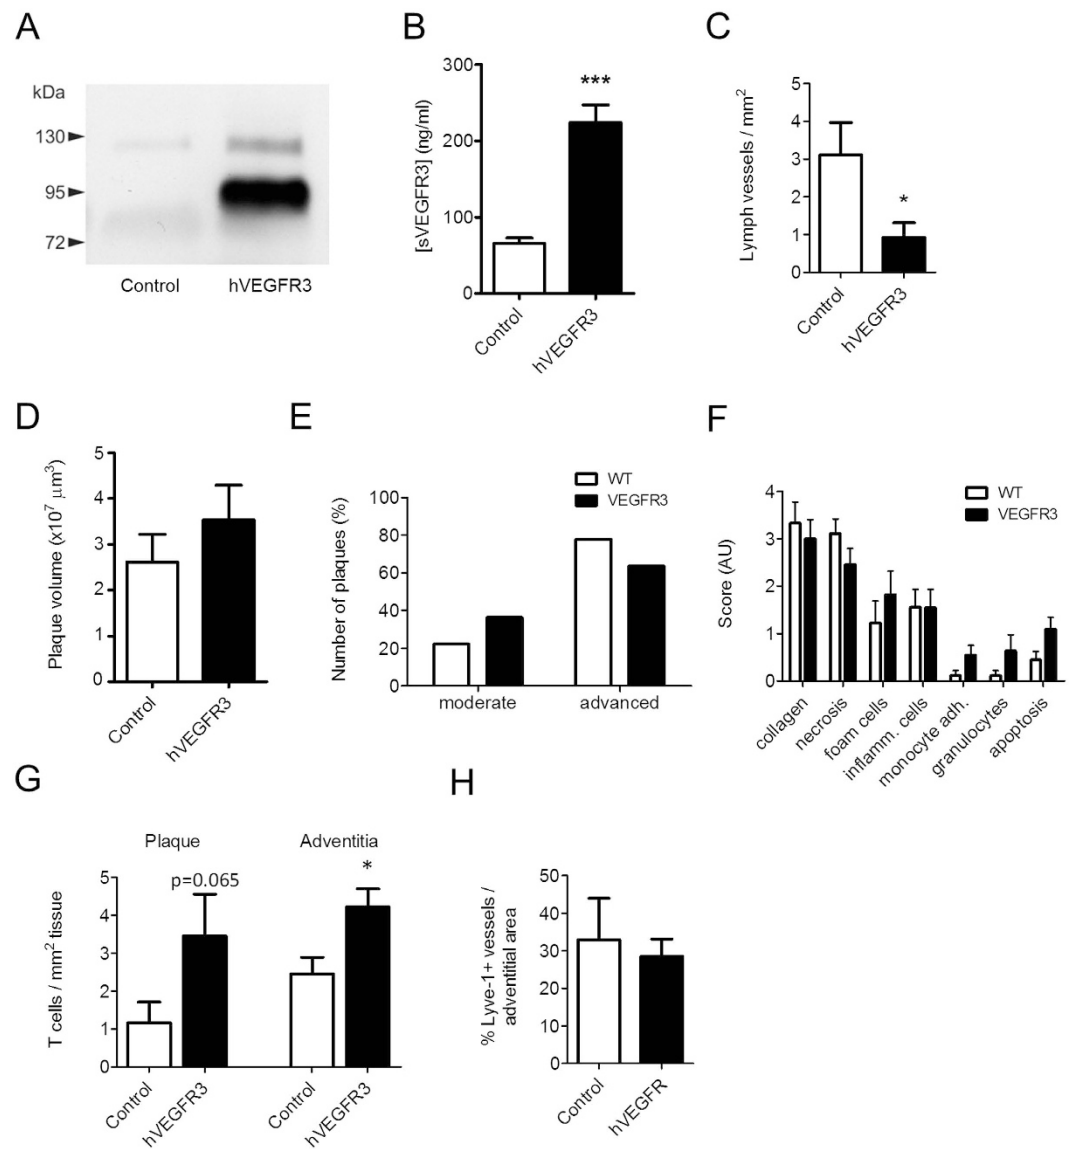 A
kDa
130
95
72
Control hVEGFR3
B
[sVEGFR3] (ng/ml)
300
200
100
0
***
Control
hVEGFR3
C
Lymph vessels / mm2
5
4
3
2
1
0
*
Control
hVEGFR3
D
Plaque volume (x10^7 µm^3)
5
4
3
2
1
0
Control
hVEGFR3
E
Number of plaques (%)
WT
VEGFR3
100
80
60
40
20
0
moderate advanced
F
Score (AU)
WT
VEGFR3
4
3
2
1
0
collagen
necrosis
foam cells
inflamm. cells
monocyte adh.
granulocytes
apoptosis
G
T cells / mm2 tissue
Plaque Adventitia
p=0.065 *
5
4
3
2
1
0
Control
hVEGFR3
Control
hVEGFR3
H
% Lyve-1+ vessels /
adventitial area
50
40
30
20
10
0
Control
hVEGFR